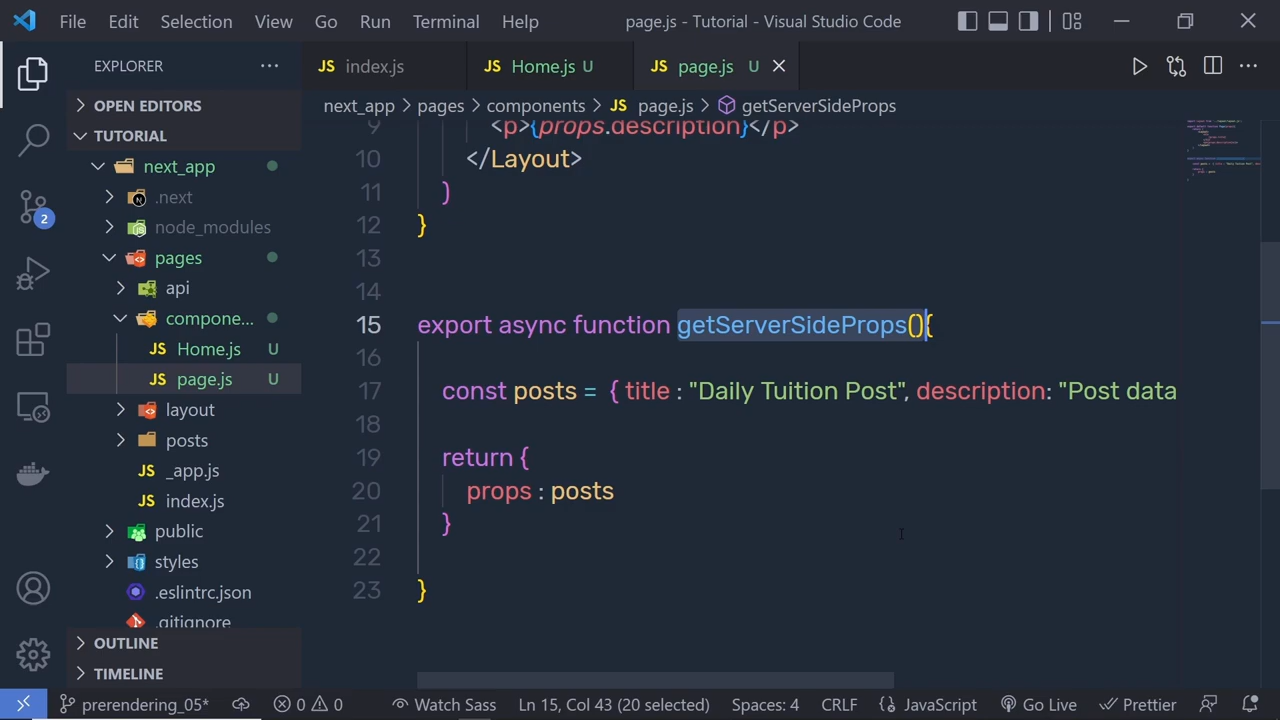 File Edit Selection View Go Run Terminal Help page.js - Tutorial - Visual Studio Code
EXPLORER
OPEN EDITORS
TUTORIAL
next_app
.next
node_modules
pages
api
compone...
Home.js U
page.js U
layout
posts
_app.js
index.js
public
styles
.eslintrc.json
.gitignore
OUTLINE
TIMELINE
2
index.js Home.js U page.js U
next_app > pages > components > page.js > getServerSideProps
9 <p>{props.description}</p>
10 </Layout>
11 )
12 }
13
14
15 export async function getServerSideProps(){
16
17 const posts = { title : "Daily Tuition Post", description: "Post data
18
19 return {
20 props : posts
21 }
22
23 }
prerendering_05* 0 0 Watch Sass Ln 15, Col 43 (20 selected) Spaces: 4 CRLF JavaScript Go Live Prettier